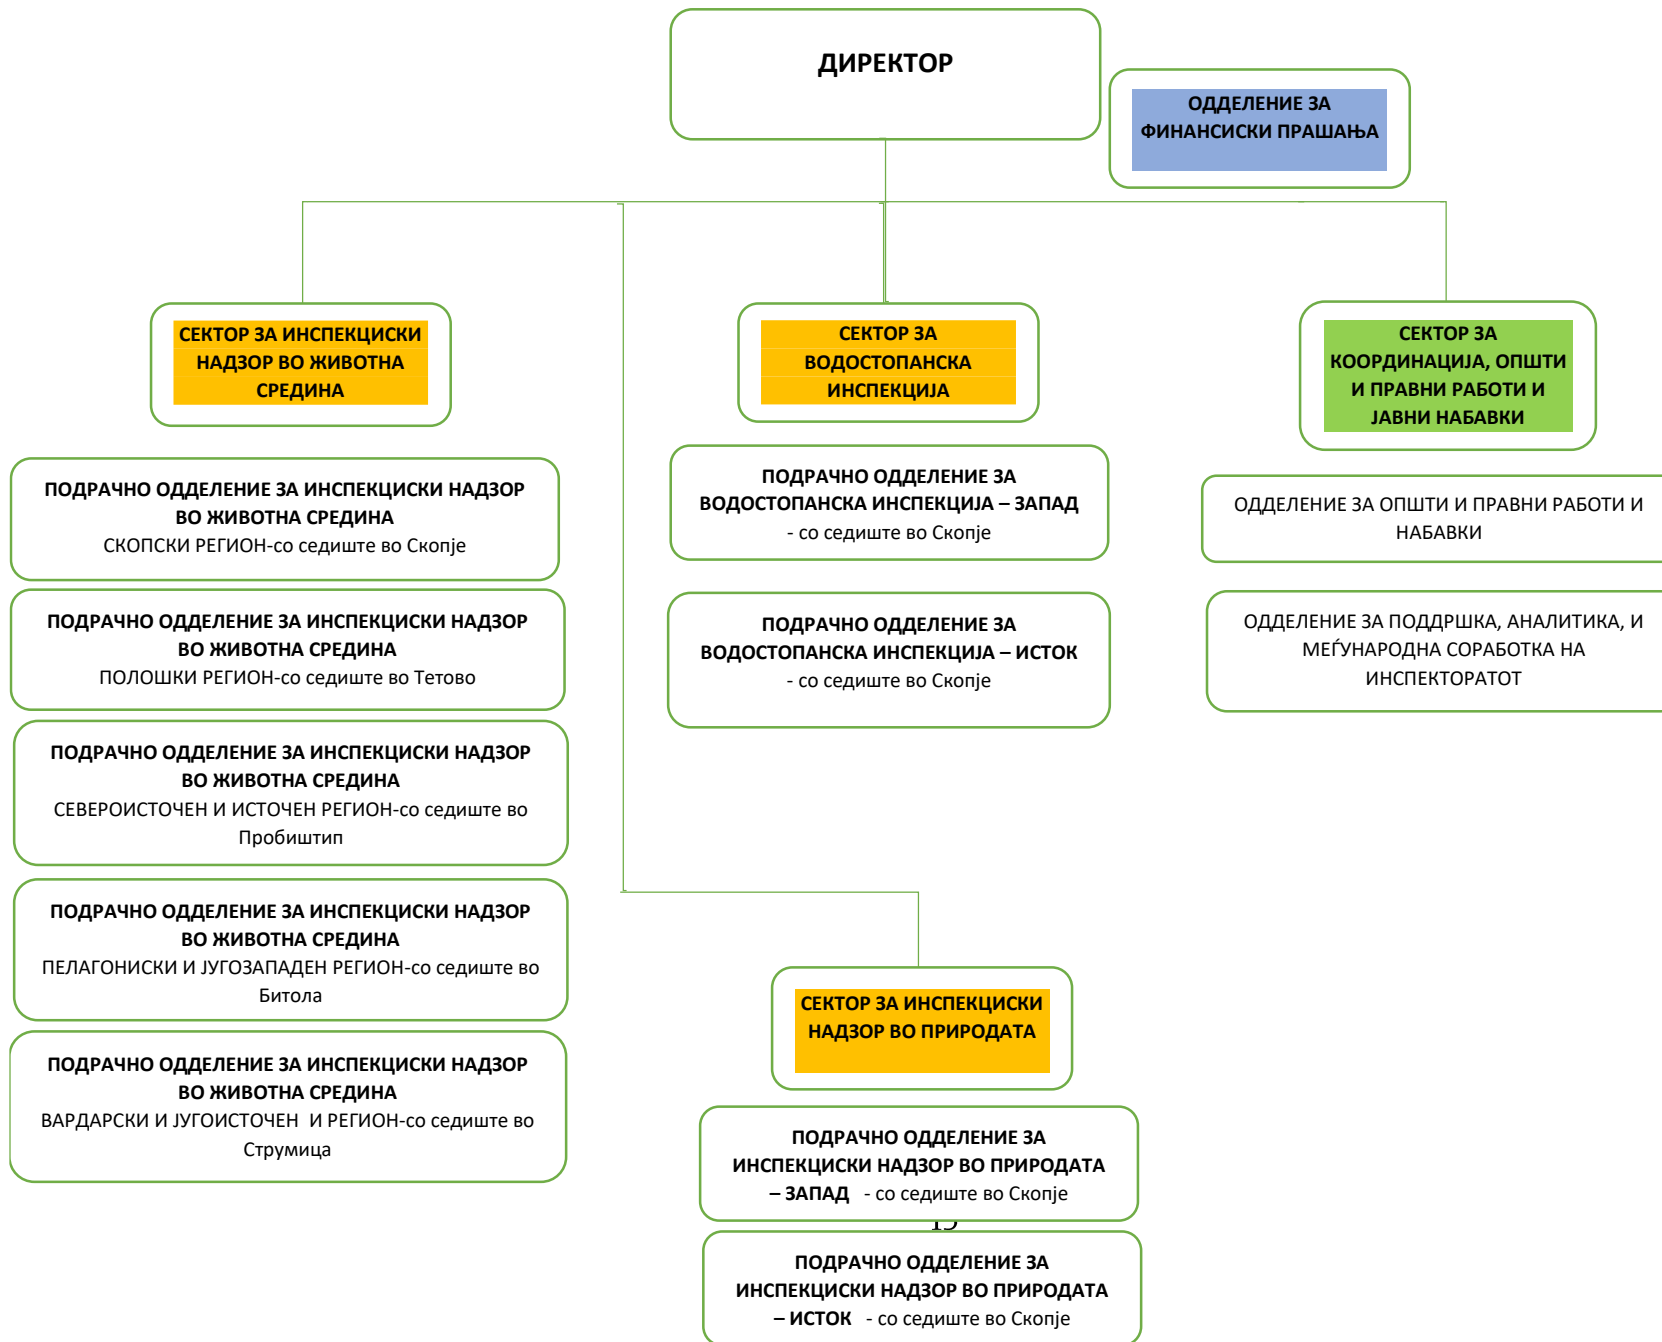 ДИРЕКТОР
ОДДЕЛЕНИЕ ЗА
ФИНАНСИСКИ ПРАШАЊА
СЕКТОР ЗА ИНСПЕКЦИСКИ
НАДЗОР ВО ЖИВОТНА
СРЕДИНА
ПОДРАЧНО ОДДЕЛЕНИЕ ЗА ИНСПЕКЦИСКИ НАДЗОР
ВО ЖИВОТНА СРЕДИНА
СКОПСКИ РЕГИОН-со седиште во Скопје
ПОДРАЧНО ОДДЕЛЕНИЕ ЗА ИНСПЕКЦИСКИ НАДЗОР
ВО ЖИВОТНА СРЕДИНА
ПОЛОШКИ РЕГИОН-со седиште во Тетово
ПОДРАЧНО ОДДЕЛЕНИЕ ЗА ИНСПЕКЦИСКИ НАДЗОР
ВО ЖИВОТНА СРЕДИНА
СЕВЕРОИСТОЧЕН И ИСТОЧЕН РЕГИОН-со седиште во
Пробиштип
ПОДРАЧНО ОДДЕЛЕНИЕ ЗА ИНСПЕКЦИСКИ НАДЗОР
ВО ЖИВОТНА СРЕДИНА
ПЕЛАГОНИСКИ И ЈУГОЗАПАДЕН РЕГИОН-со седиште во
Битола
ПОДРАЧНО ОДДЕЛЕНИЕ ЗА ИНСПЕКЦИСКИ НАДЗОР
ВО ЖИВОТНА СРЕДИНА
ВАРДАРСКИ И ЈУГОИСТОЧЕН  И РЕГИОН-со седиште во
Струмица
СЕКТОР ЗА
ВОДОСТОПАНСКА
ИНСПЕКЦИЈА
ПОДРАЧНО ОДДЕЛЕНИЕ ЗА
ВОДОСТОПАНСКА ИНСПЕКЦИЈА – ЗАПАД
- со седиште во Скопје
ПОДРАЧНО ОДДЕЛЕНИЕ ЗА
ВОДОСТОПАНСКА ИНСПЕКЦИЈА – ИСТОК
- со седиште во Скопје
СЕКТОР ЗА
КООРДИНАЦИЈА, ОПШТИ
И ПРАВНИ РАБОТИ И
ЈАВНИ НАБАВКИ
ОДДЕЛЕНИЕ ЗА ОПШТИ И ПРАВНИ РАБОТИ И
НАБАВКИ
ОДДЕЛЕНИЕ ЗА ПОДДРШКА, АНАЛИТИКА, И
МЕЃУНАРОДНА СОРАБОТКА НА
ИНСПЕКТОРАТОТ
СЕКТОР ЗА ИНСПЕКЦИСКИ
НАДЗОР ВО ПРИРОДАТА
ПОДРАЧНО ОДДЕЛЕНИЕ ЗА
ИНСПЕКЦИСКИ НАДЗОР ВО ПРИРОДАТА
– ЗАПАД   - со седиште во Скопје
ПОДРАЧНО ОДДЕЛЕНИЕ ЗА
ИНСПЕКЦИСКИ НАДЗОР ВО ПРИРОДАТА
– ИСТОК   - со седиште во Скопје